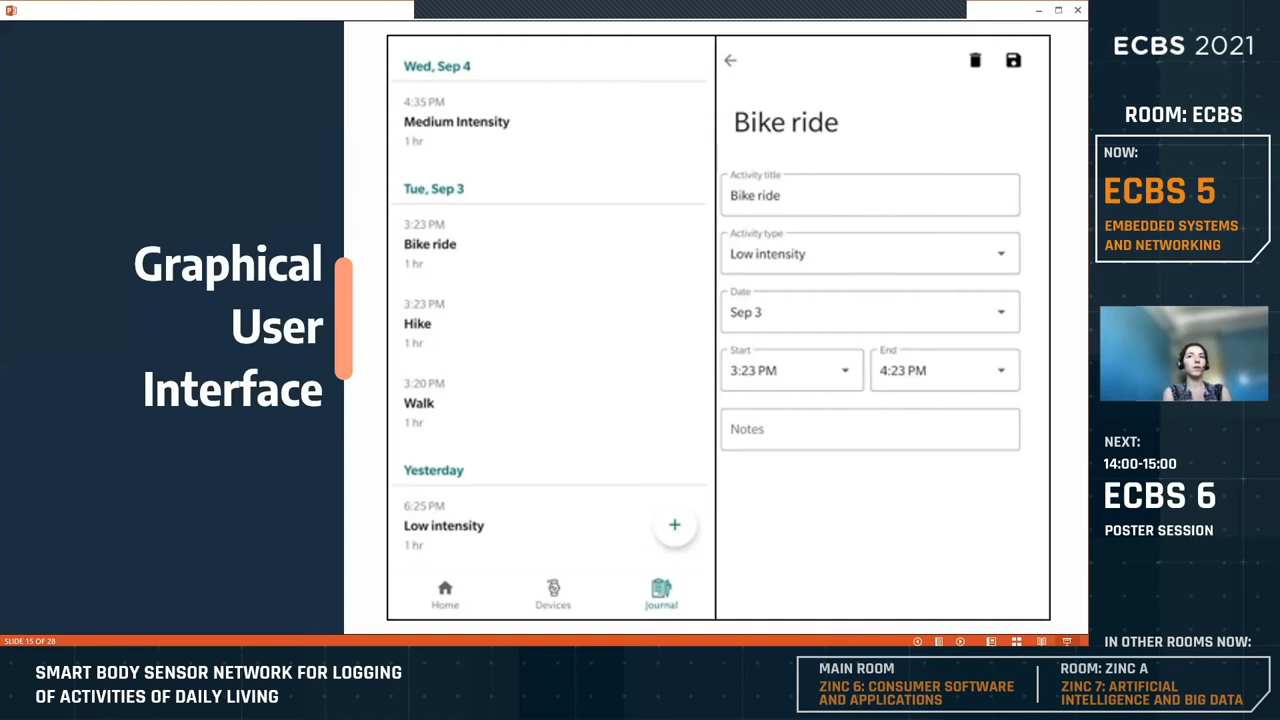 Graphical
User
Interface
Wed, Sep 4
4:35 PM
Medium Intensity
1 hr
Tue, Sep 3
3:23 PM
Bike ride
1 hr
3:23 PM
Hike
1 hr
3:20 PM
Walk
1 hr
Yesterday
6:25 PM
Low intensity
1 hr
+
Home Devices Journal
Bike ride
Activity title
Bike ride
Activity type
Low intensity
Date
Sep 3
Start End
3:23 PM 4:23 PM
Notes
SLIDE 15 OF 28
ECBS 2021
ROOM: ECBS
NOW:
ECBS 5
EMBEDDED SYSTEMS
AND NETWORKING
NEXT:
14:00-15:00
ECBS 6
POSTER SESSION
IN OTHER ROOMS NOW:
SMART BODY SENSOR NETWORK FOR LOGGING
OF ACTIVITIES OF DAILY LIVING
MAIN ROOM
ZINC 6: CONSUMER SOFTWARE
AND APPLICATIONS
ROOM: ZINC A
ZINC 7: ARTIFICIAL
INTELLIGENCE AND BIG DATA